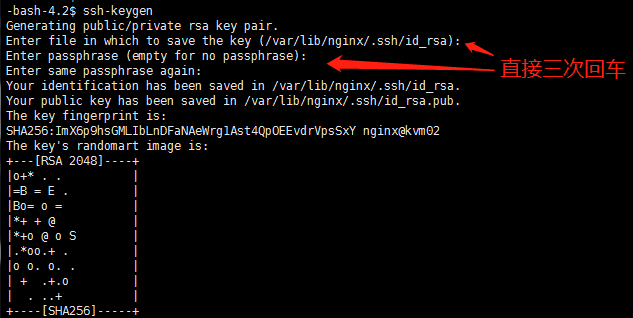 -bash-4.2$ ssh-keygen
Generating public/private rsa key pair.
Enter file in which to save the key (/var/lib/nginx/.ssh/id_rsa):
Enter passphrase (empty for no passphrase):
直接三次回车
Enter same passphrase again:
Your identification has been saved in /var/lib/nginx/.ssh/id_rsa.
Your public key has been saved in /var/lib/nginx/.ssh/id_rsa.pub.
The key fingerprint is:
SHA256:ImX6p9hsGMLIbLnDFaNAeWrg1Ast4QpOEEvdrVpsSxY nginx@kvm02
The key's randomart image is:
+---[RSA 2048]----+
|o+* . .          |
|=B = E .         |
|Bo= o =          |
|*+ + @           |
|*+o @ o S        |
|.*oo.+ .         |
|o o. o. .        |
| +  .+.o         |
|  . ..+          |
+----[SHA256]-----+